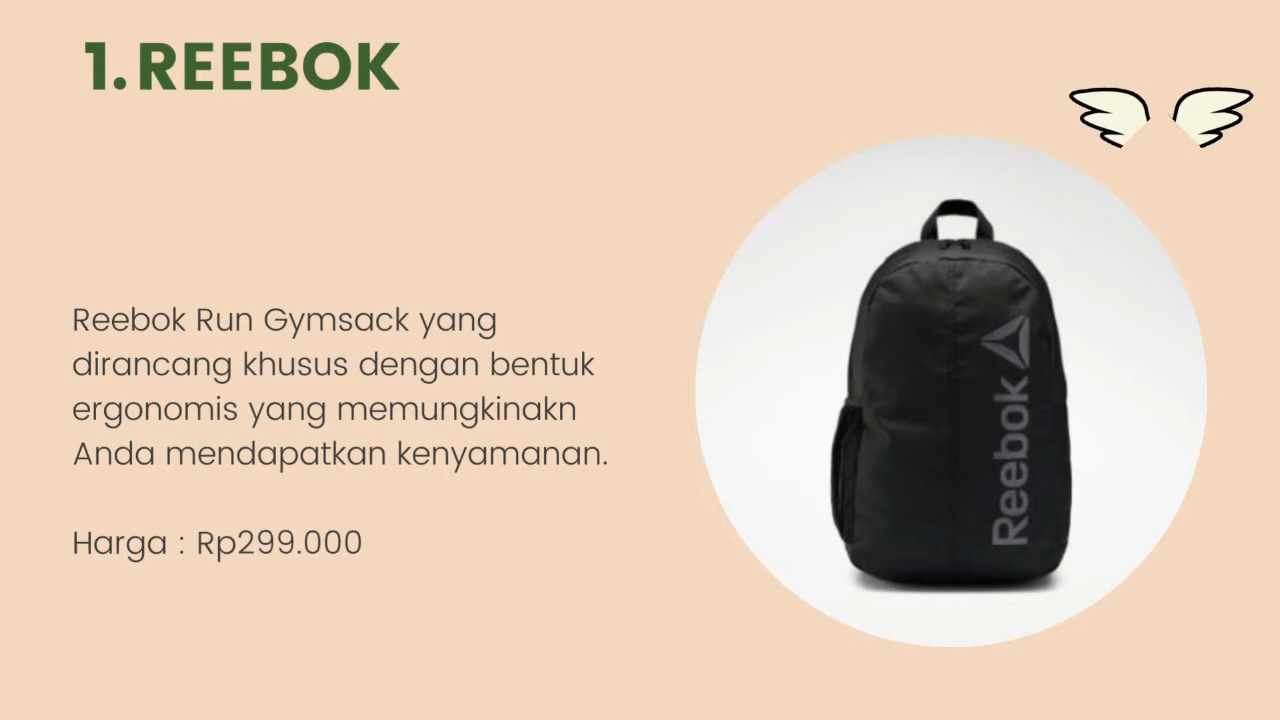 1. REEBOK
Reebok Run Gymsack yang
dirancang khusus dengan bentuk
ergonomis yang memungkinakn
Anda mendapatkan kenyamanan.
Harga : Rp299.000
Reebok